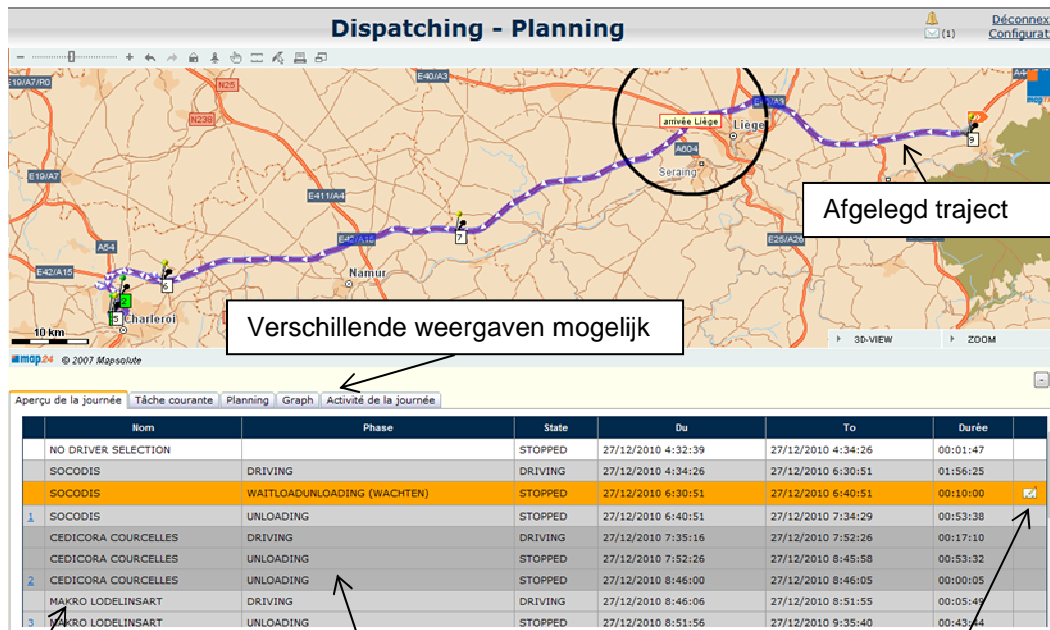 Dispatching - Planning
Déconnex
(1)
Configurat
E19/A7/R0
N25
E40/A3
N238
arrivée Liège
Liège
A604
Seraing
9
E19/A7
E411/A4
Afgelegd traject
7
A54
E42/A15
Namur
6
5
Charleroi
10 km
Verschillende weergaven mogelijk
3D-VIEW
ZOOM
map24 © 2007 Mapsolute
Aperçu de la journée
Tâche courante
Planning
Graph
Activité de la journée
Nom Phase State Du To Durée
NO DRIVER SELECTION STOPPED 27/12/2010 4:32:39 27/12/2010 4:34:26 00:01:47
SOCODIS DRIVING DRIVING 27/12/2010 4:34:26 27/12/2010 6:30:51 01:56:25
SOCODIS WAITLOADUNLOADING (WACHTEN) STOPPED 27/12/2010 6:30:51 27/12/2010 6:40:51 00:10:00
1 SOCODIS UNLOADING STOPPED 27/12/2010 6:40:51 27/12/2010 7:34:29 00:53:38
CEDICORA COURCELLES DRIVING DRIVING 27/12/2010 7:35:16 27/12/2010 7:52:26 00:17:10
CEDICORA COURCELLES UNLOADING STOPPED 27/12/2010 7:52:26 27/12/2010 8:45:58 00:53:32
2 CEDICORA COURCELLES UNLOADING STOPPED 27/12/2010 8:46:00 27/12/2010 8:46:05 00:00:05
MAKRO LODELINSART DRIVING DRIVING 27/12/2010 8:46:06 27/12/2010 8:51:55 00:05:49
3 MAKRO LODELINSART UNLOADING STOPPED 27/12/2010 8:51:56 27/12/2010 9:35:40 00:43:44